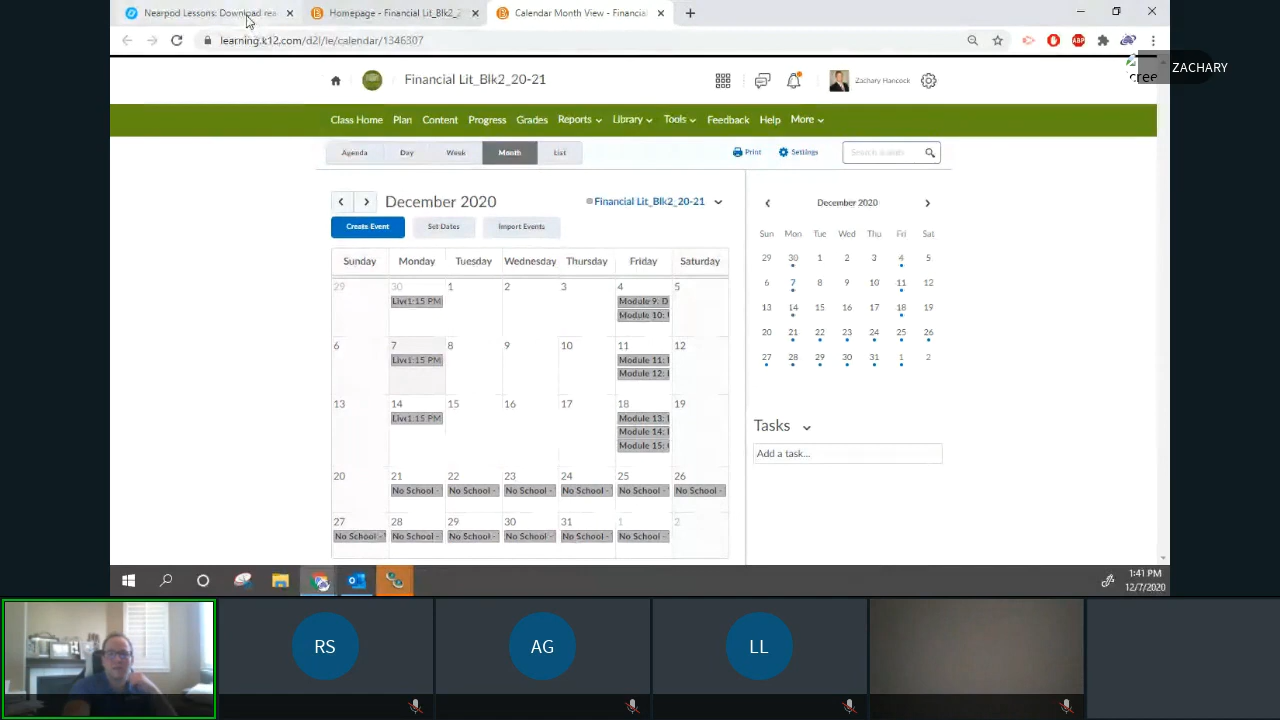 Nearpod Lessons: Download rea
Homepage - Financial Lit_Blk2_
Calendar Month View - Financial
learning.k12.com/d2l/le/calendar/1346307
ABP
ZACHARY
Financial Lit_Blk2_20-21
Zachary Hancock
Class Home Plan Content Progress Grades Reports Library Tools Feedback Help More
Agenda Day Week Month List
Print Settings
December 2020
Financial Lit_Blk2_20-21
Create Event Set Dates Import Events
Sunday Monday Tuesday Wednesday Thursday Friday Saturday
29 30 1 2 3 4 5
Live1:15 PM
Module 9: D
Module 10:
6 7 8 9 10 11 12
Live1:15 PM
Module 11:
Module 12:
13 14 15 16 17 18 19
Live1:15 PM
Module 13:
Module 14:
Module 15:
20 21 22 23 24 25 26
No School - No School - No School - No School - No School - No School -
27 28 29 30 31 1 2
No School - No School - No School - No School - No School - No School -
December 2020
Sun Mon Tue Wed Thu Fri Sat
29 30 1 2 3 4 5
6 7 8 9 10 11 12
13 14 15 16 17 18 19
20 21 22 23 24 25 26
27 28 29 30 31 1 2
Tasks
Add a task...
1:41 PM
12/7/2020
RS
AG
LL